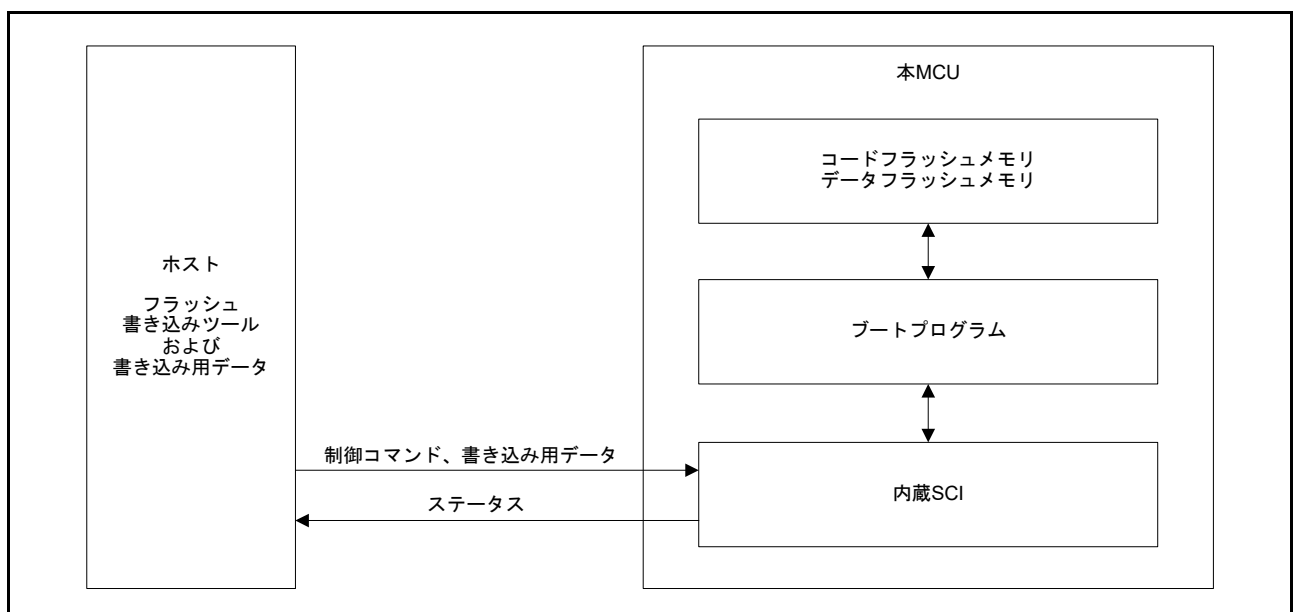 本MCU
コードフラッシュメモリ
データフラッシュメモリ
ホスト
フラッシュ
書き込みツール
および
書き込み用データ
ブートプログラム
制御コマンド、書き込み用データ
ステータス
内蔵SCI